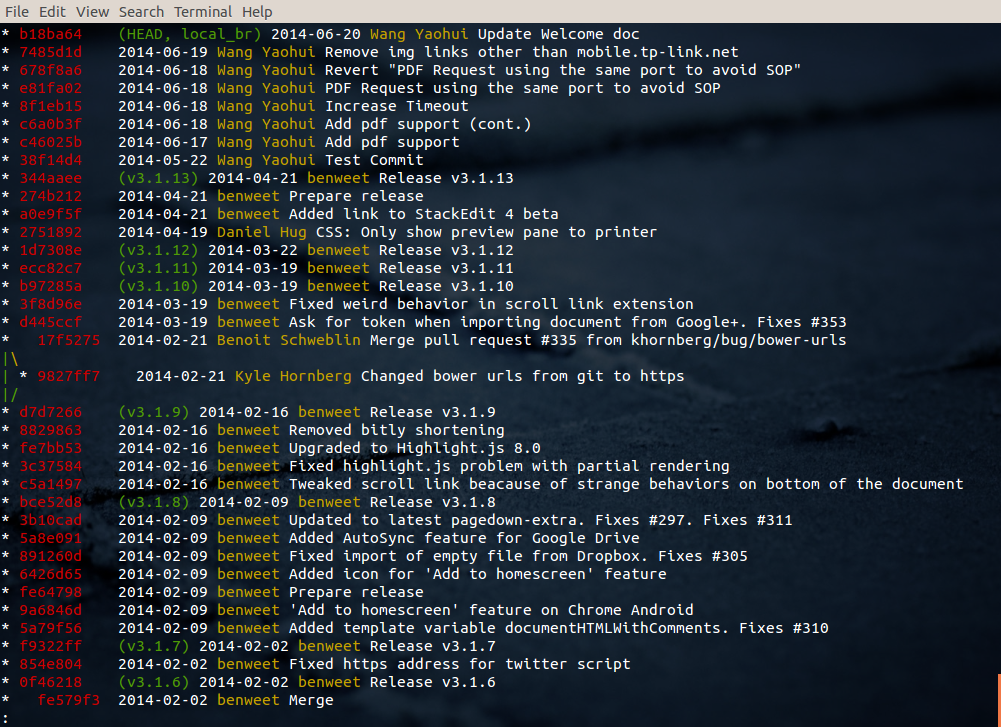 File Edit View Search Terminal Help
* b18ba64 (HEAD, local_br) 2014-06-20 Wang Yaohui Update Welcome doc
* 7485d1d 2014-06-19 Wang Yaohui Remove img links other than mobile.tp-link.net
* 678f8a6 2014-06-18 Wang Yaohui Revert "PDF Request using the same port to avoid SOP"
* e81fa02 2014-06-18 Wang Yaohui PDF Request using the same port to avoid SOP
* 8f1eb15 2014-06-18 Wang Yaohui Increase Timeout
* c6a0b3f 2014-06-18 Wang Yaohui Add pdf support (cont.)
* c46025b 2014-06-17 Wang Yaohui Add pdf support
* 38f14d4 2014-05-22 Wang Yaohui Test Commit
* 344aaee (v3.1.13) 2014-04-21 benweet Release v3.1.13
* 274b212 2014-04-21 benweet Prepare release
* a0e9f5f 2014-04-21 benweet Added link to StackEdit 4 beta
* 2751892 2014-04-19 Daniel Hug CSS: Only show preview pane to printer
* 1d7308e (v3.1.12) 2014-03-22 benweet Release v3.1.12
* ecc82c7 (v3.1.11) 2014-03-19 benweet Release v3.1.11
* b97285a (v3.1.10) 2014-03-19 benweet Release v3.1.10
* 3f8d96e 2014-03-19 benweet Fixed weird behavior in scroll link extension
* d445ccf 2014-03-19 benweet Ask for token when importing document from Google+. Fixes #353
* 17f5275 2014-02-21 Benoit Schweblin Merge pull request #335 from khornberg/bug/bower-urls
|\
| * 9827ff7 2014-02-21 Kyle Hornberg Changed bower urls from git to https
|/
* d7d7266 (v3.1.9) 2014-02-16 benweet Release v3.1.9
* 8829863 2014-02-16 benweet Removed bitly shortening
* fe7bb53 2014-02-16 benweet Upgraded to Highlight.js 8.0
* 3c37584 2014-02-16 benweet Fixed highlight.js problem with partial rendering
* c5a1497 2014-02-16 benweet Tweaked scroll link beacause of strange behaviors on bottom of the document
* bce52d8 (v3.1.8) 2014-02-09 benweet Release v3.1.8
* 3b10cad 2014-02-09 benweet Updated to latest pagedown-extra. Fixes #297. Fixes #311
* 5a8e091 2014-02-09 benweet Added AutoSync feature for Google Drive
* 891260d 2014-02-09 benweet Fixed import of empty file from Dropbox. Fixes #305
* 6426d65 2014-02-09 benweet Added icon for 'Add to homescreen' feature
* fe64798 2014-02-09 benweet Prepare release
* 9a6846d 2014-02-09 benweet 'Add to homescreen' feature on Chrome Android
* 5a79f56 2014-02-09 benweet Added template variable documentHTMLWithComments. Fixes #310
* f9322ff (v3.1.7) 2014-02-02 benweet Release v3.1.7
* 854e804 2014-02-02 benweet Fixed https address for twitter script
* 0f46218 (v3.1.6) 2014-02-02 benweet Release v3.1.6
* fe579f3 2014-02-02 benweet Merge
: